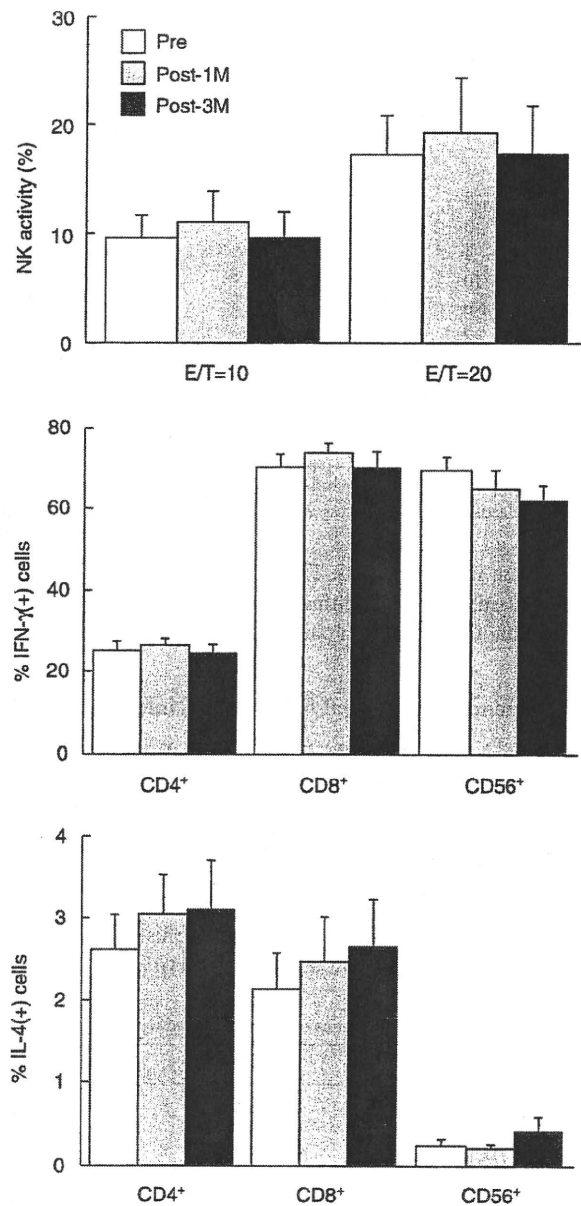 30
Pre
Post-1M
Post-3M
20
NK activity (%)
10
0
E/T=10 E/T=20
80
60
% IFN-γ(+) cells
40
20
0
CD4⁺ CD8⁺ CD56⁺
4
3
% IL-4(+) cells
2
1
0
CD4⁺ CD8⁺ CD56⁺